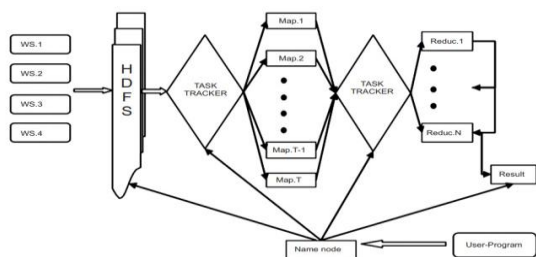 WS.1
WS.2
WS.3
WS.4
HDFS
TASK
TRACKER
Map.1
Map.2
Map.T-1
Map.T
TASK
TRACKER
Reduc.1
Reduc.N
Result
Name node
User-Program